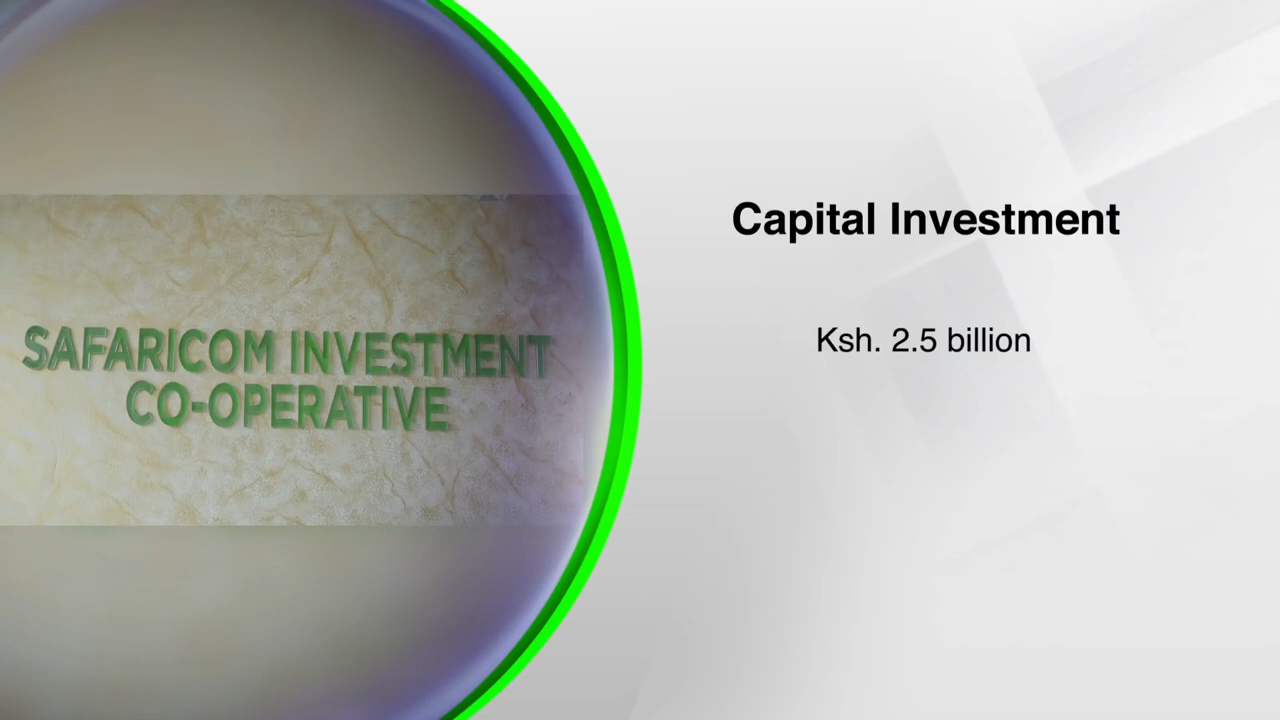 SAFARICOM INVESTMENT
CO-OPERATIVE
Capital Investment
Ksh. 2.5 billion